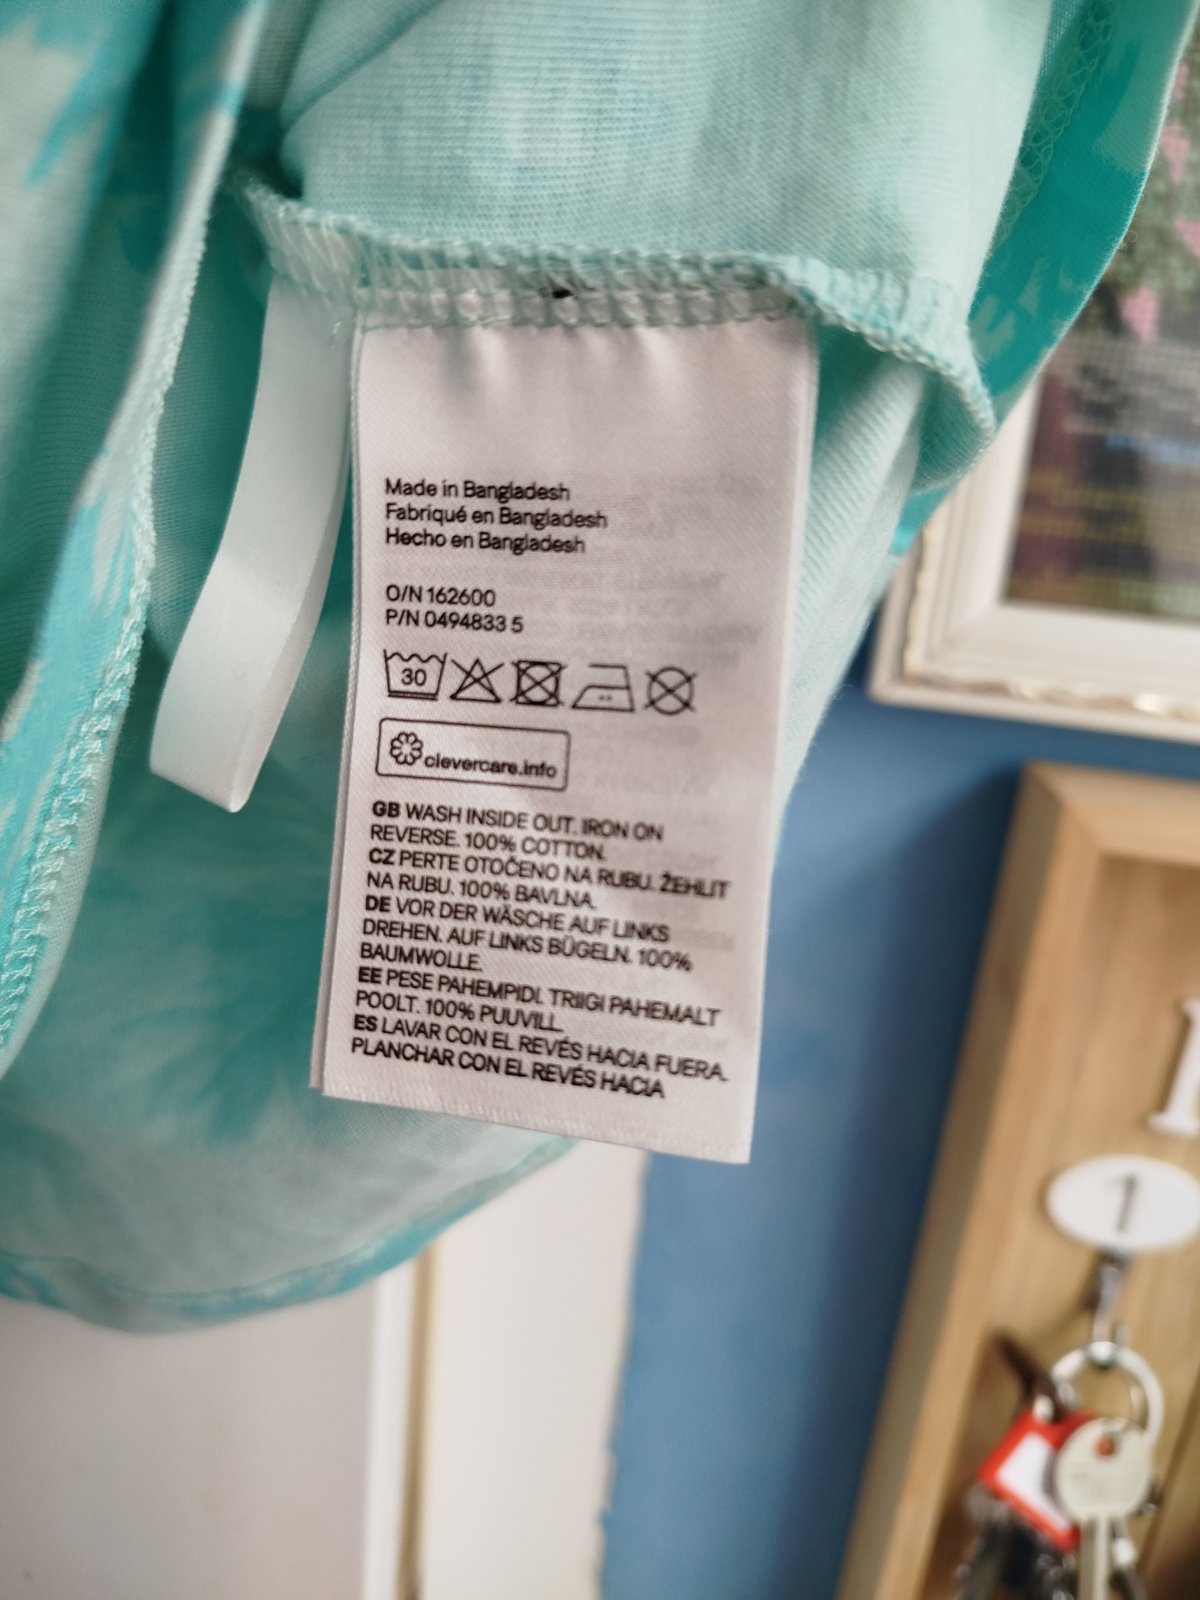 Made in Bangladesh
Fabriqué en Bangladesh
Hecho en Bangladesh
O/N 162600
P/N 0494833 5
30
clevercare.info
GB WASH INSIDE OUT. IRON ON
REVERSE. 100% COTTON.
CZ PERTE OTOČENO NA RUBU. ŽEHLIT
NA RUBU. 100% BAVLNA.
DE VOR DER WÄSCHE AUF LINKS
DREHEN. AUF LINKS BÜGELN. 100%
BAUMWOLLE.
EE PESE PAHEMPIDI. TRIIGI PAHEMALT
POOLT. 100% PUUVILL.
ES LAVAR CON EL REVÉS HACIA FUERA.
PLANCHAR CON EL REVÉS HACIA
1